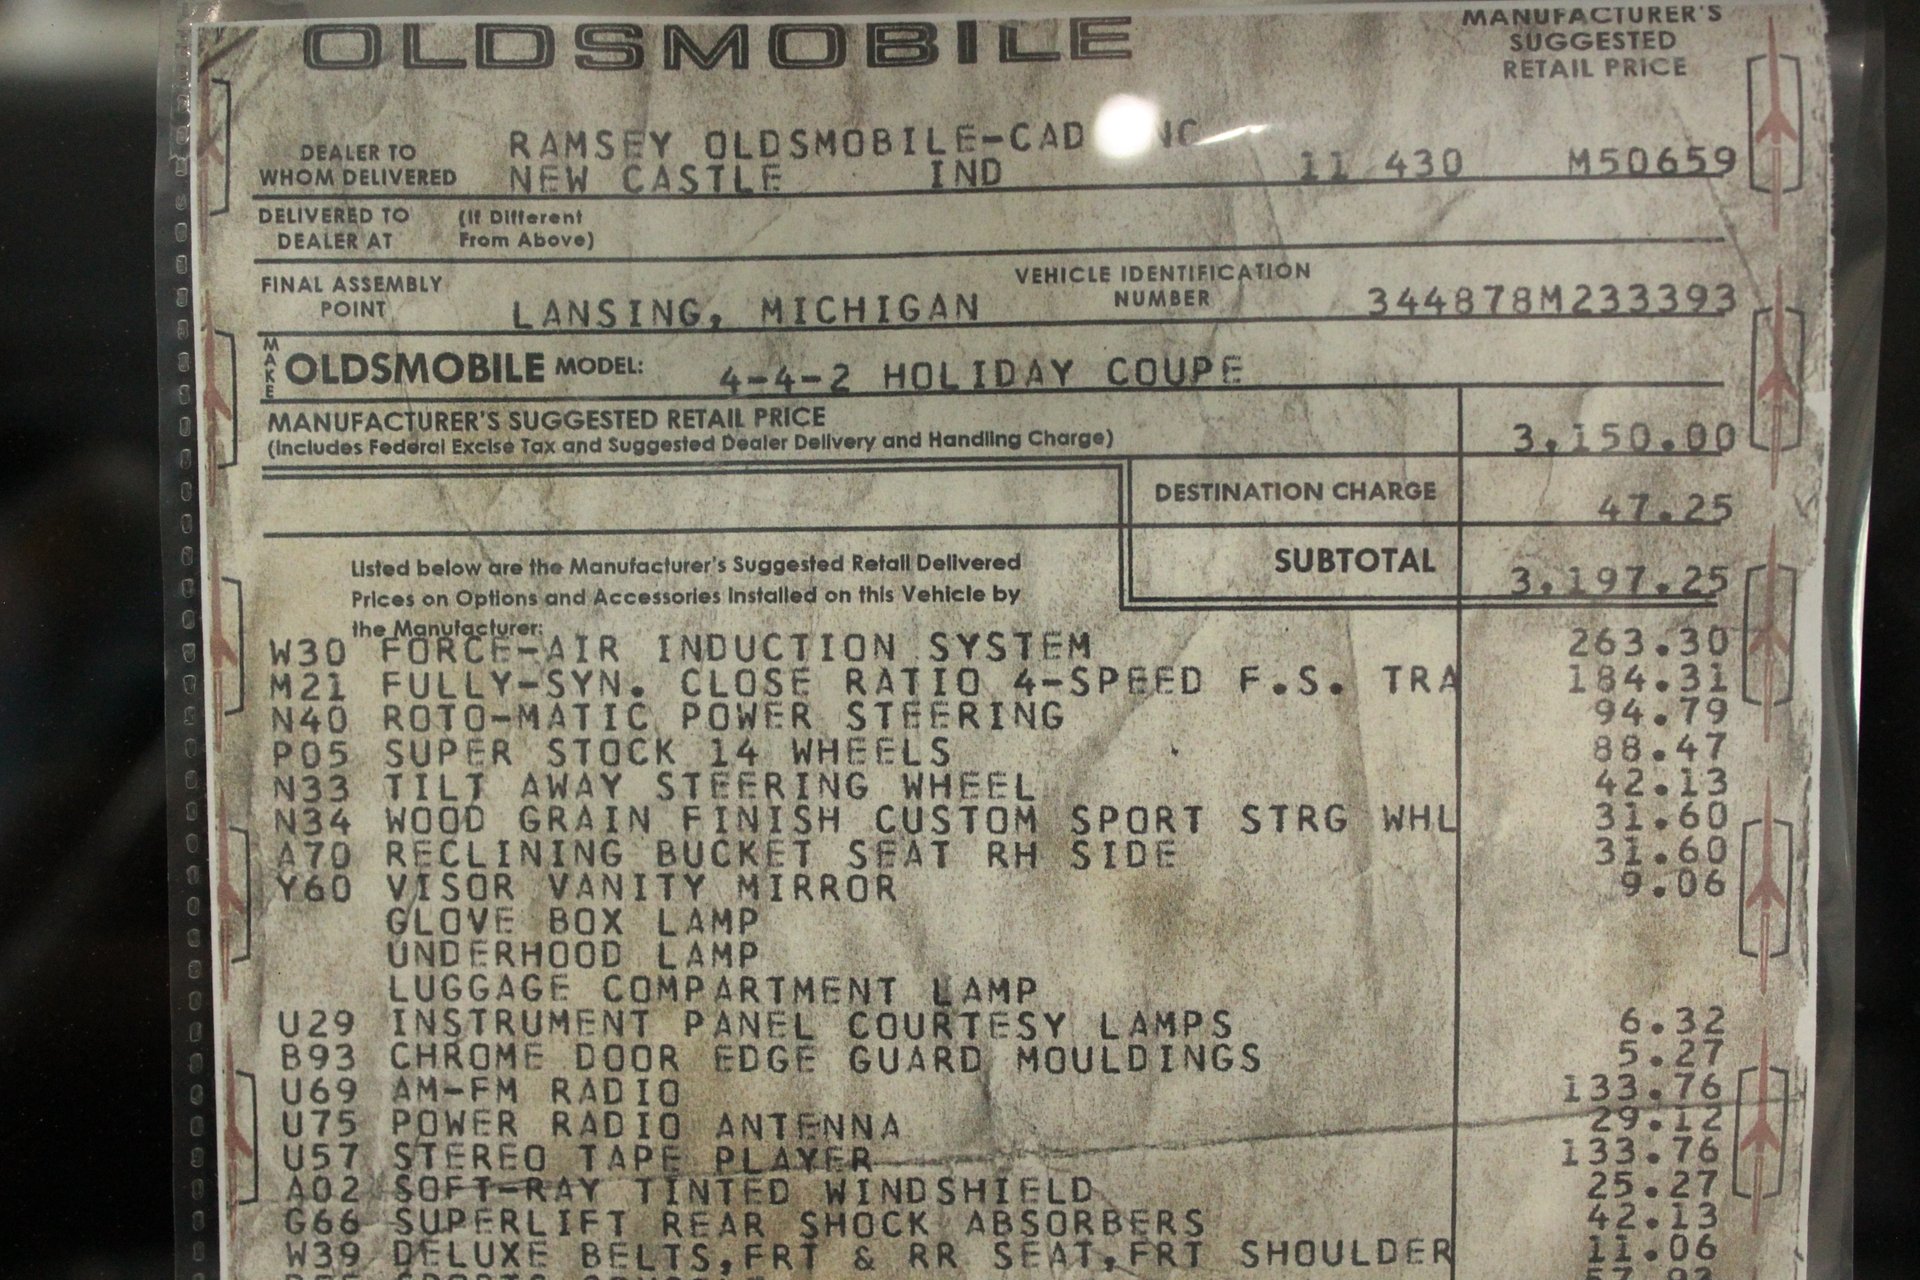 OLDSMOBILE
MANUFACTURER'S
SUGGESTED
RETAIL PRICE
DEALER TO
WHOM DELIVERED
RAMSEY OLDSMOBILE-CAD
NEW CASTLE IND 11 430 M50659
DELIVERED TO (If Different
DEALER AT From Above)
FINAL ASSEMBLY
POINT
LANSING, MICHIGAN
VEHICLE IDENTIFICATION
NUMBER
344878M233393
MAKE OLDSMOBILE MODEL: 4-4-2 HOLIDAY COUPE
MANUFACTURER'S SUGGESTED RETAIL PRICE
(Includes Federal Excise Tax and Suggested Dealer Delivery and Handling Charge) 3,150.00
DESTINATION CHARGE 47.25
SUBTOTAL 3,197.25
Listed below are the Manufacturer's Suggested Retail Delivered
Prices on Options and Accessories Installed on this Vehicle by
the Manufacturer:
W30 FORCE-AIR INDUCTION SYSTEM 263.30
M21 FULLY-SYN. CLOSE RATIO 4-SPEED F.S. TRA 184.31
N40 ROTO-MATIC POWER STEERING 94.79
P05 SUPER STOCK 14 WHEELS 88.47
N33 TILT AWAY STEERING WHEEL 42.13
N34 WOOD GRAIN FINISH CUSTOM SPORT STRG WHL 31.60
A70 RECLINING BUCKET SEAT RH SIDE 31.60
Y60 VISOR VANITY MIRROR 9.06
GLOVE BOX LAMP
UNDERHOOD LAMP
LUGGAGE COMPARTMENT LAMP
U29 INSTRUMENT PANEL COURTESY LAMPS 6.32
B93 CHROME DOOR EDGE GUARD MOULDINGS 5.27
U69 AM-FM RADIO 133.76
U75 POWER RADIO ANTENNA 29.12
U57 STEREO TAPE PLAYER 133.76
A02 SOFT-RAY TINTED WINDSHIELD 25.27
G66 SUPERLIFT REAR SHOCK ABSORBERS 42.13
W39 DELUXE BELTS,FRT & RR SEAT,FRT SHOULDER 11.06